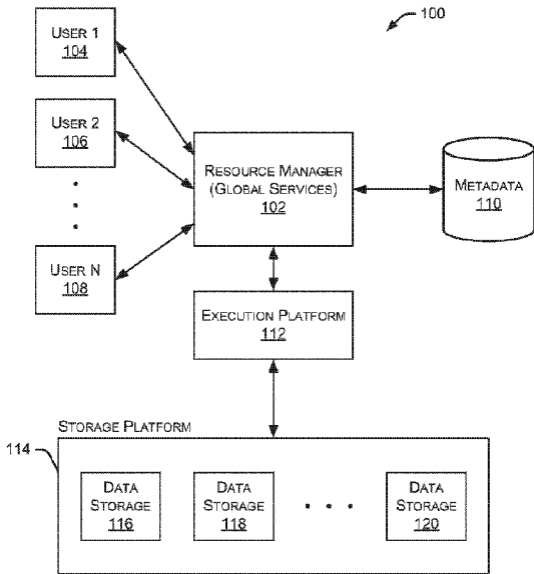 100
USER 1
104
USER 2
106
USER N
108
RESOURCE MANAGER
(GLOBAL SERVICES)
102
METADATA
110
EXECUTION PLATFORM
112
STORAGE PLATFORM
114
DATA
STORAGE
116
DATA
STORAGE
118
DATA
STORAGE
120